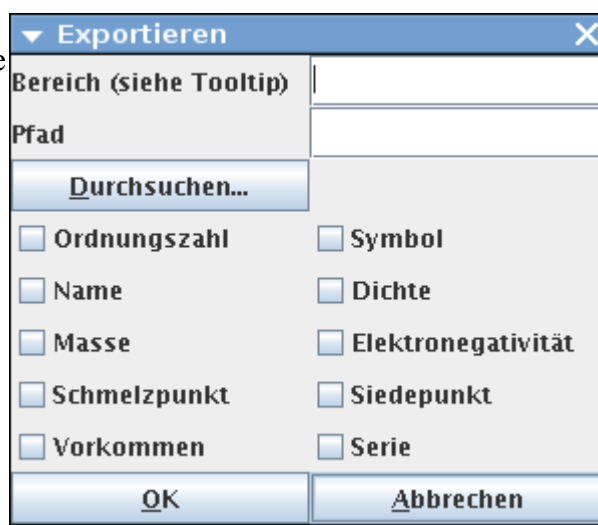 Exportieren
e
Bereich (siehe Tooltip)
Pfad
Durchsuchen...
Ordnungszahl Symbol
Name Dichte
Masse Elektronegativität
Schmelzpunkt Siedepunkt
Vorkommen Serie
OK Abbrechen